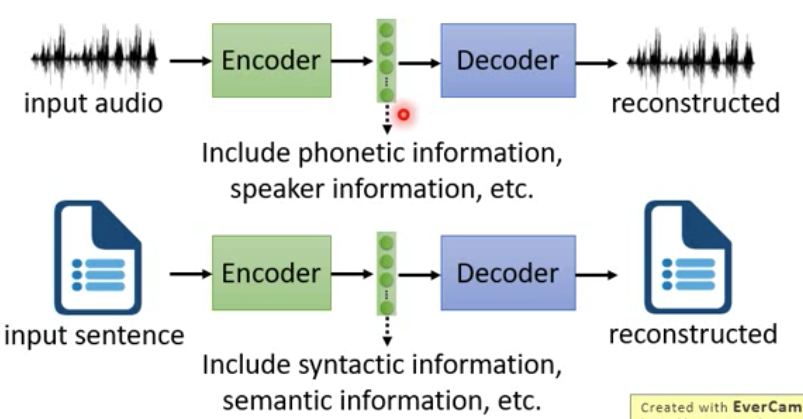 Encoder
Decoder
input audio
reconstructed
Include phonetic information,
speaker information, etc.
Encoder
Decoder
input sentence
reconstructed
Include syntactic information,
semantic information, etc.
Created with EverCam